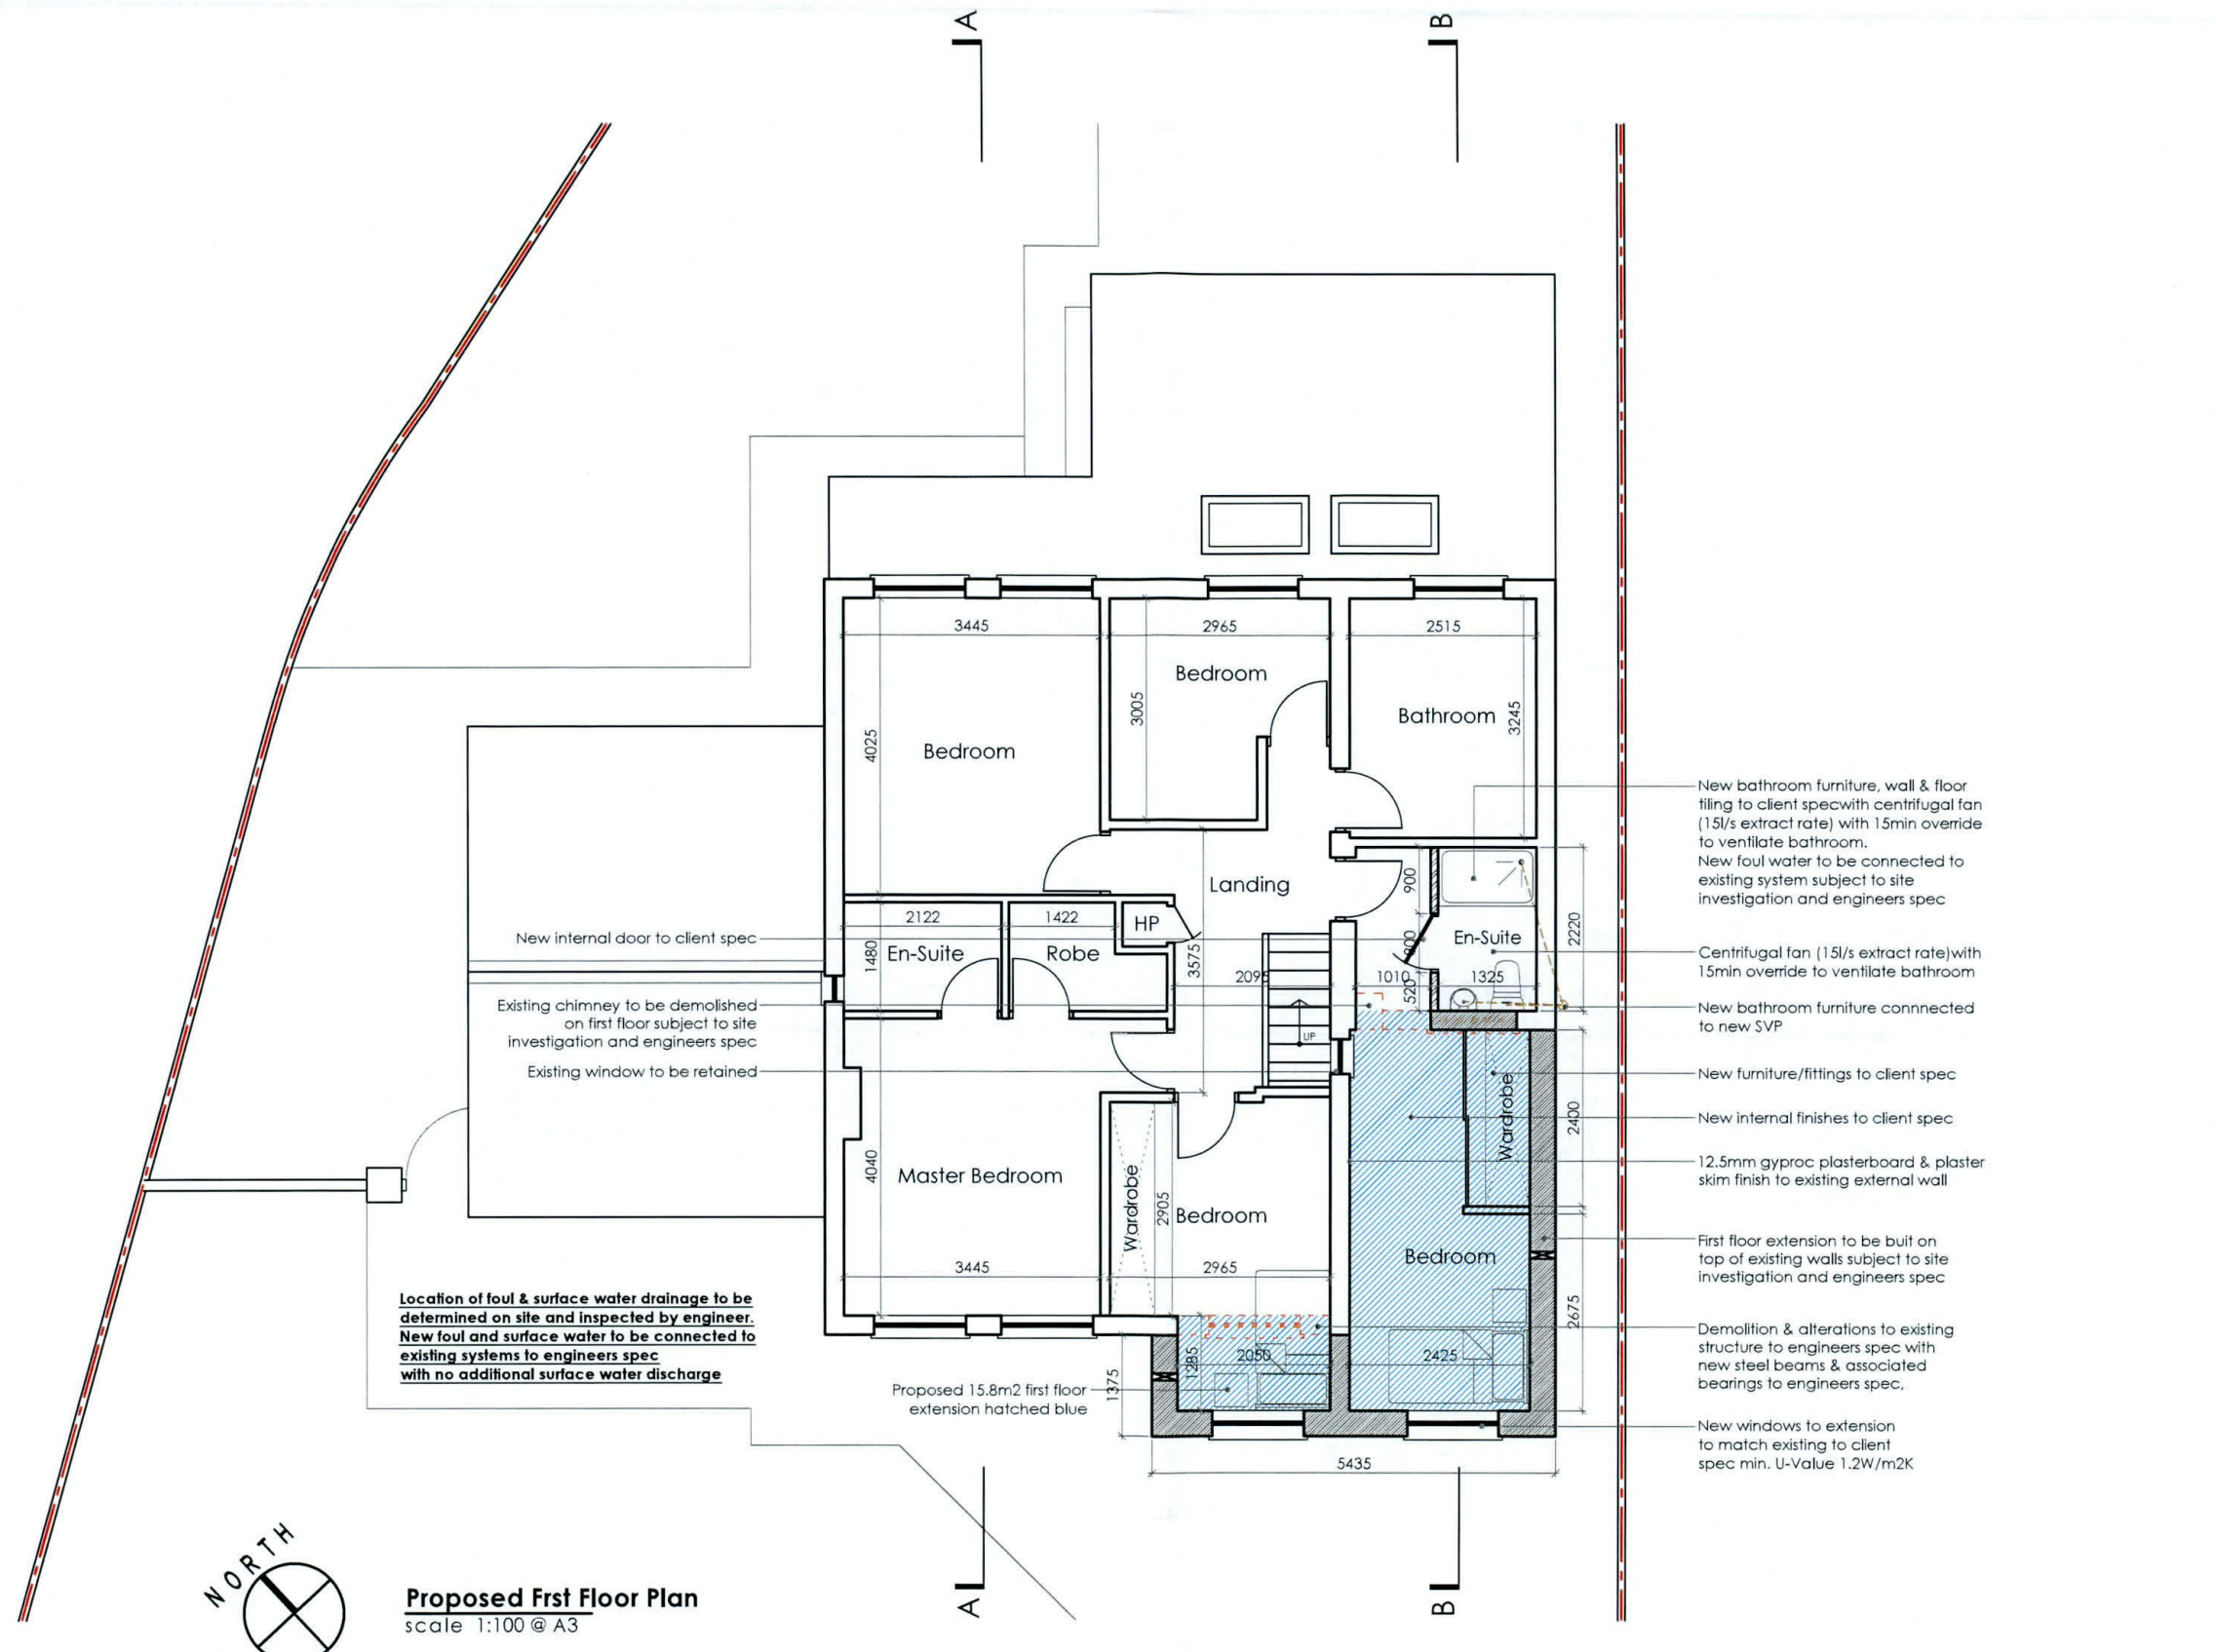 A
B
3445
2965
2515
Bedroom
3005
Bathroom
3245
Bedroom
4025
New bathroom furniture, wall & floor
tiling to client specwith centrifugal fan
(15l/s extract rate) with 15min override
to ventilate bathroom.
New foul water to be connected to
existing system subject to site
investigation and engineers spec
Landing
900
2122
1422
HP
En-Suite
2220
New internal door to client spec
1480
En-Suite
Robe
3575
Centrifugal fan (15l/s extract rate)with
15min override to ventilate bathroom
1010
520
1325
Existing chimney to be demolished
on first floor subject to site
investigation and engineers spec
New bathroom furniture connnected
to new SVP
UP
Existing window to be retained
New furniture/fittings to client spec
Wardrobe
2400
New internal finishes to client spec
4040
Master Bedroom
Wardrobe
2905
Bedroom
12.5mm gyproc plasterboard & plaster
skim finish to existing external wall
Bedroom
First floor extension to be buit on
top of existing walls subject to site
investigation and engineers spec
3445
2965
2675
Location of foul & surface water drainage to be
determined on site and inspected by engineer.
New foul and surface water to be connected to
existing systems to engineers spec
with no additional surface water discharge
Demolition & alterations to existing
structure to engineers spec with
new steel beams & associated
bearings to engineers spec,
1285
2050
2425
1375
Proposed 15.8m2 first floor
extension hatched blue
New windows to extension
to match existing to client
spec min. U-Value 1.2W/m2K
5435
A
B
NORTH
Proposed Frst Floor Plan
scale 1:100 @ A3